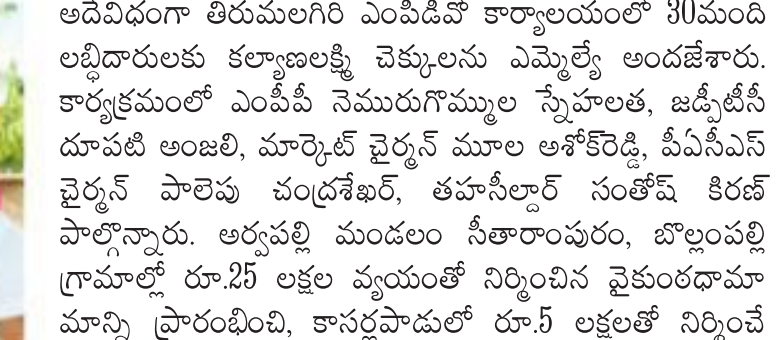 అదేవిధంగా తిరుమలగిరి ఎంపీడీవో కార్యాలయంలో 30మంది
లబ్ధిదారులకు కల్యాణలక్ష్మి చెక్కులను ఎమ్మెల్యే అందజేశారు.
కార్యక్రమంలో ఎంపీపీ నెమురుగొమ్ముల స్నేహలత, జడ్పీటీసీ
దూపటి అంజలి, మార్కెట్ చైర్మన్ మూల అశోక్‌రెడ్డి, పీఏసీఎస్
చైర్మన్ పాలెపు చంద్రశేఖర్, తహసీల్దార్ సంతోష్ కిరణ్
పాల్గొన్నారు. అర్వపల్లి మండలం సీతారాంపురం, బొల్లంపల్లి
గ్రామాల్లో రూ.25 లక్షల వ్యయంతో నిర్మించిన వైకుంఠధామా
మాన్ని ప్రారంభించి, కాసర్లపాడులో రూ.5 లక్షలతో నిర్మించే